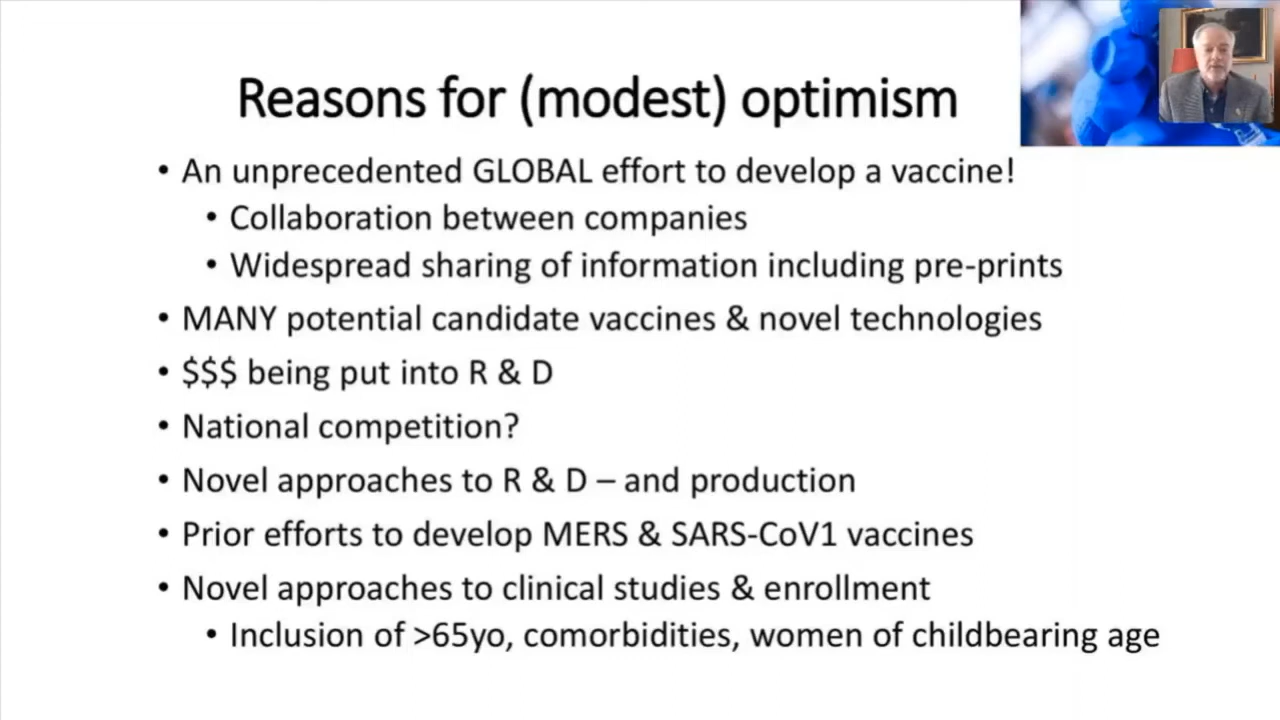 Reasons for (modest) optimism
• An unprecedented GLOBAL effort to develop a vaccine!
• Collaboration between companies
• Widespread sharing of information including pre-prints
• MANY potential candidate vaccines & novel technologies
• $$$ being put into R & D
• National competition?
• Novel approaches to R & D – and production
• Prior efforts to develop MERS & SARS-CoV1 vaccines
• Novel approaches to clinical studies & enrollment
• Inclusion of >65yo, comorbidities, women of childbearing age